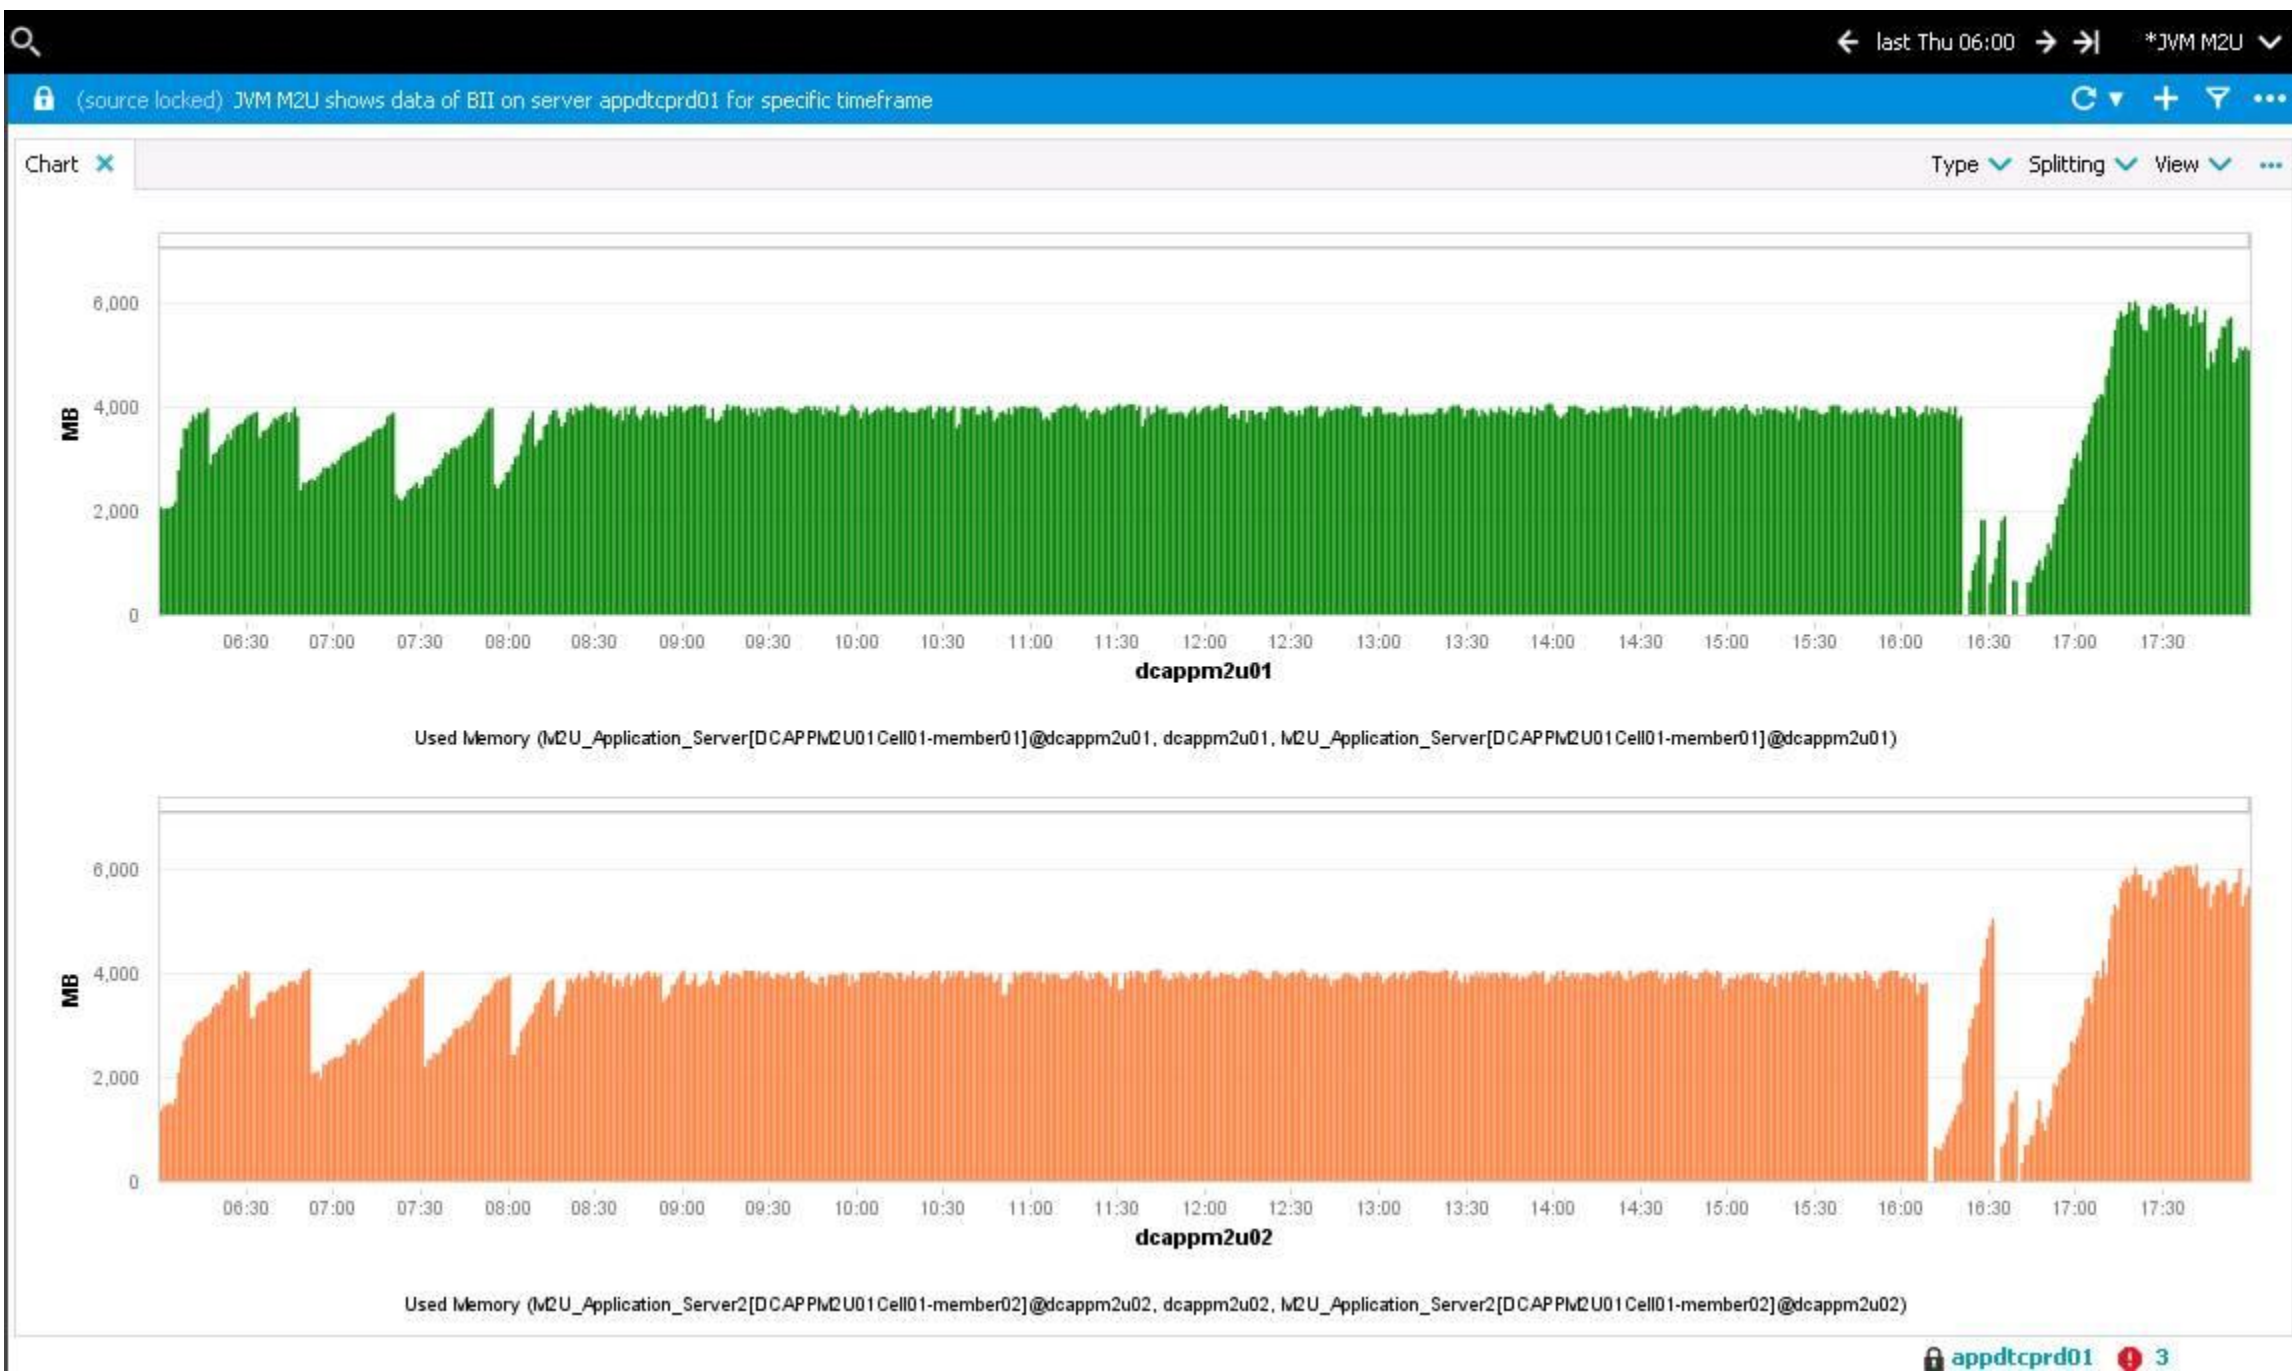 last Thu 06:00 *JVM M2U
(source locked) JVM M2U shows data of BII on server appdtcprd01 for specific timeframe
Chart Type Splitting View
6,000
4,000
MB
2,000
0
06:30 07:00 07:30 08:00 08:30 09:00 09:30 10:00 10:30 11:00 11:30 12:00 12:30 13:00 13:30 14:00 14:30 15:00 15:30 16:00 16:30 17:00 17:30
dcappm2u01
Used Memory (M2U_Application_Server[DCAPPM2U01Cell01-member01]@dcappm2u01, dcappm2u01, M2U_Application_Server[DCAPPM2U01Cell01-member01]@dcappm2u01)
6,000
4,000
MB
2,000
0
06:30 07:00 07:30 08:00 08:30 09:00 09:30 10:00 10:30 11:00 11:30 12:00 12:30 13:00 13:30 14:00 14:30 15:00 15:30 16:00 16:30 17:00 17:30
dcappm2u02
Used Memory (M2U_Application_Server2[DCAPPM2U01Cell01-member02]@dcappm2u02, dcappm2u02, M2U_Application_Server2[DCAPPM2U01Cell01-member02]@dcappm2u02)
appdtcprd01 3